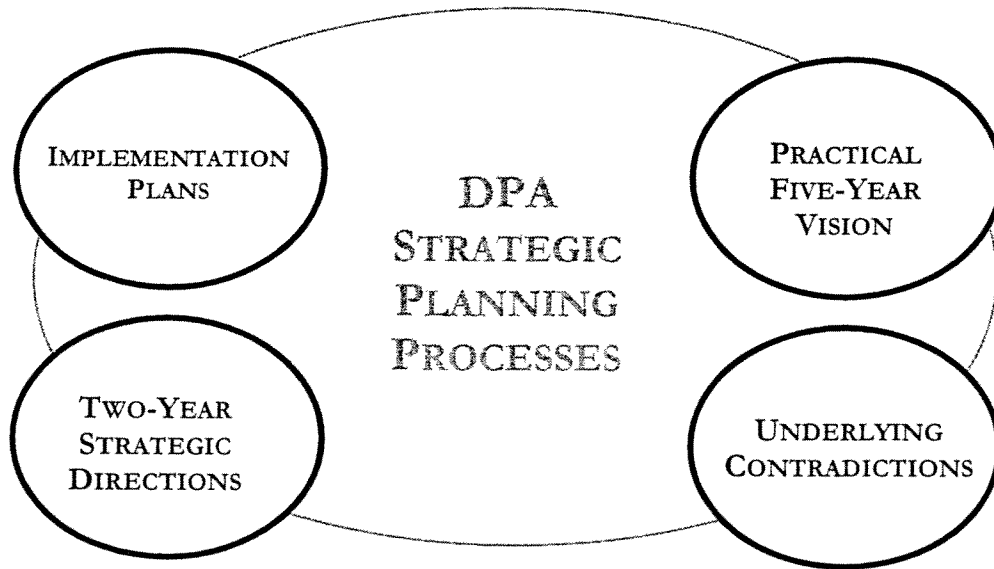 IMPLEMENTATION
PLANS
PRACTICAL
FIVE-YEAR
VISION
DPA
STRATEGIC
PLANNING
PROCESSES
TWO-YEAR
STRATEGIC
DIRECTIONS
UNDERLYING
CONTRADICTIONS